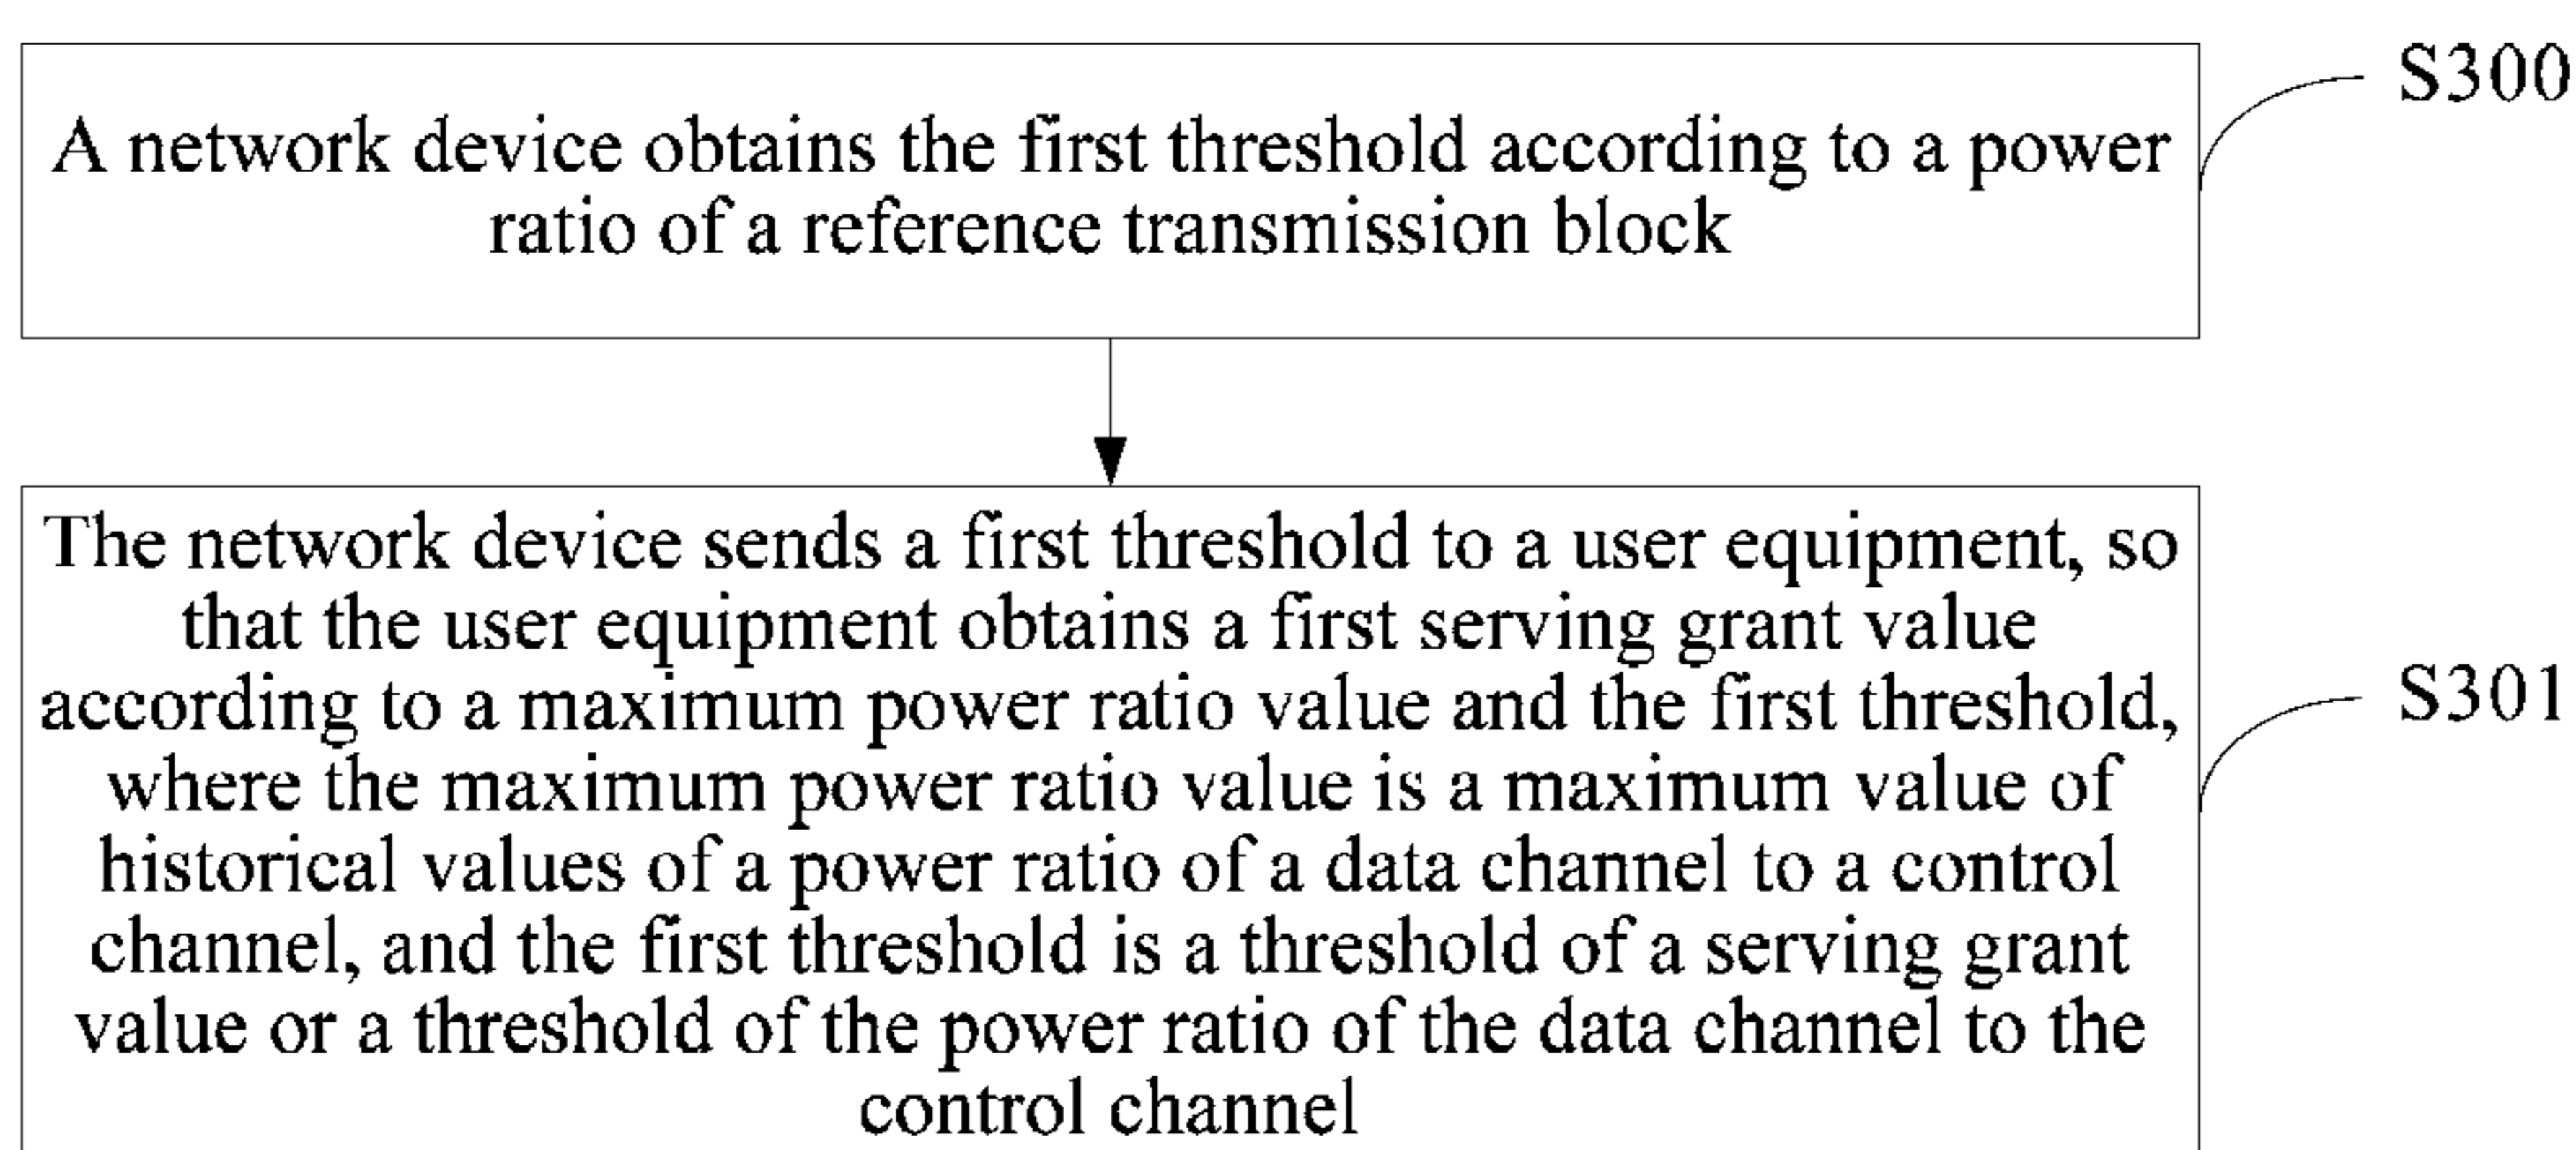 S300
A network device obtains the first threshold according to a power
ratio of a reference transmission block
The network device sends a first threshold to a user equipment, so
that the user equipment obtains a first serving grant value
according to a maximum power ratio value and the first threshold,
where the maximum power ratio value is a maximum value of
historical values of a power ratio of a data channel to a control
channel, and the first threshold is a threshold of a serving grant
value or a threshold of the power ratio of the data channel to the
control channel
S301